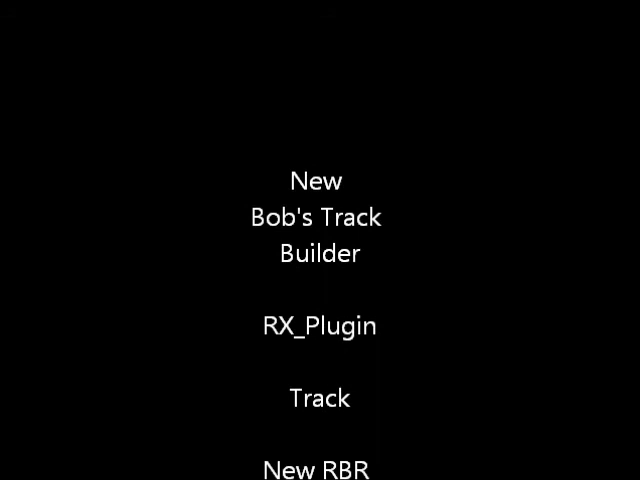 New
Bob's Track
Builder
RX_Plugin
Track
New RBR